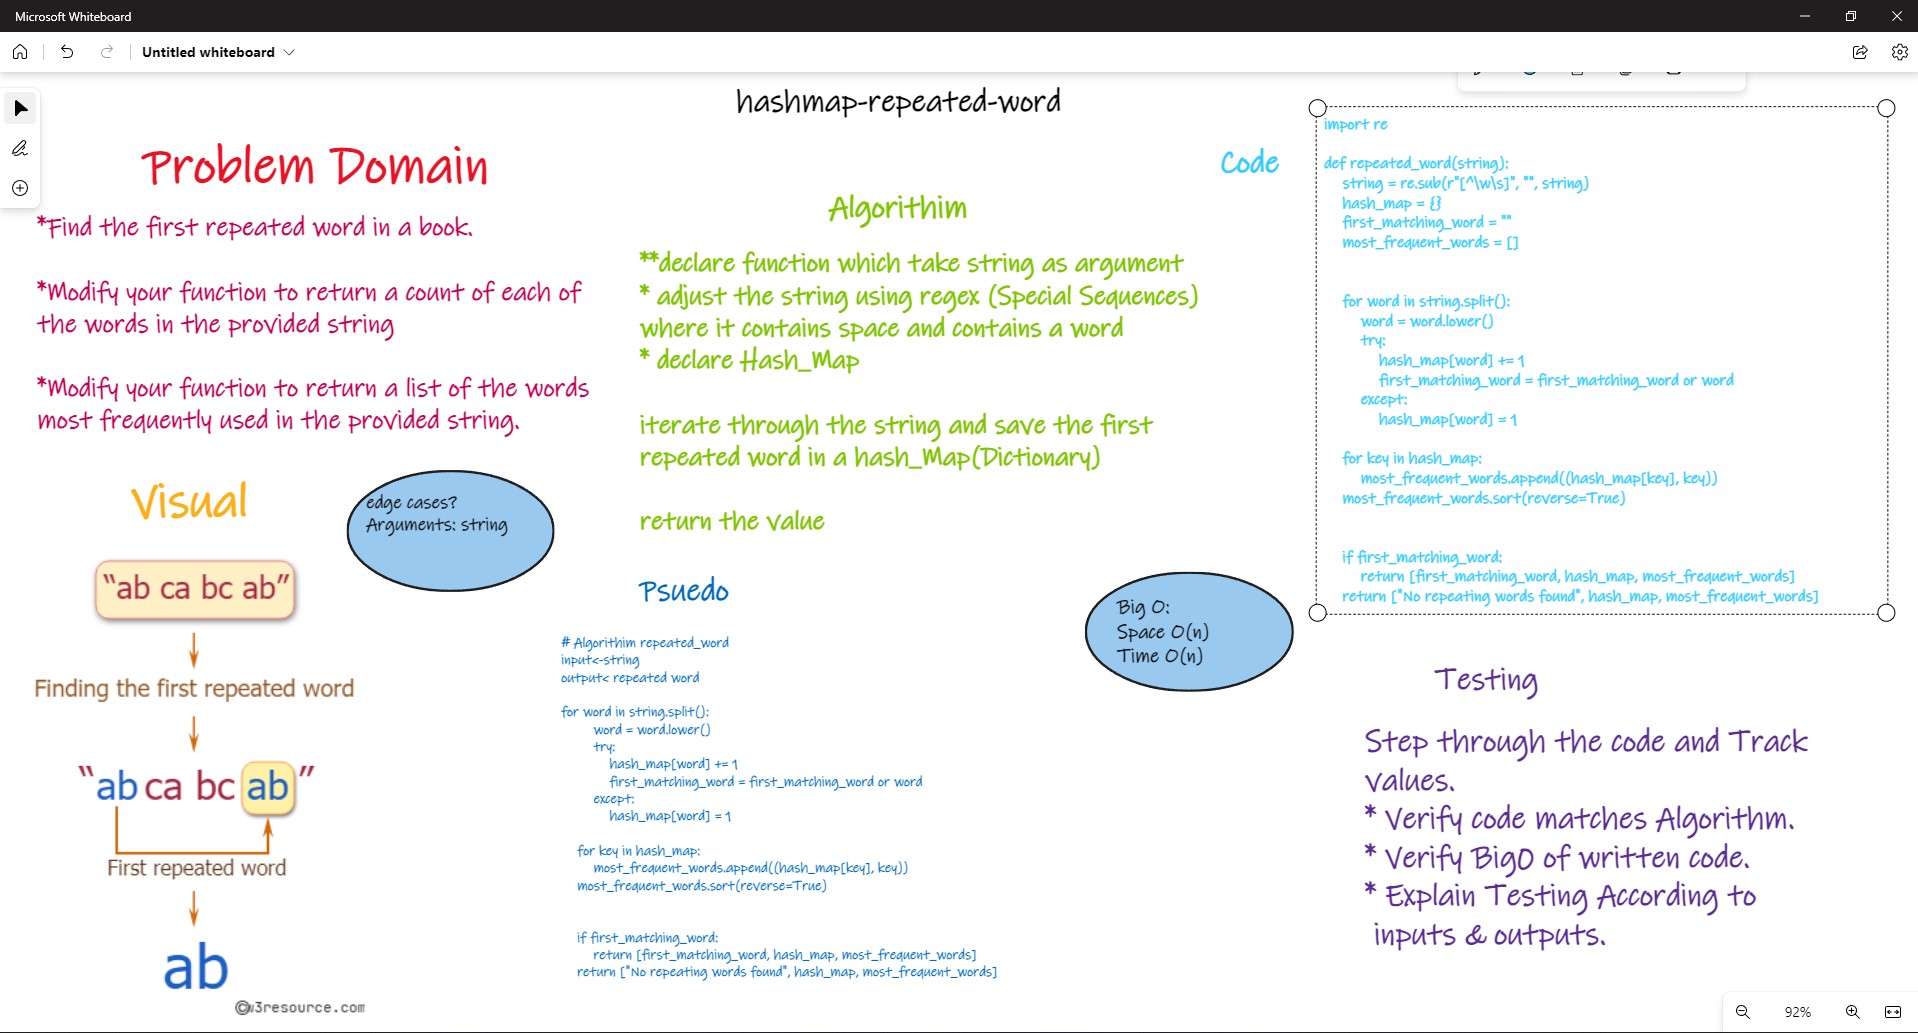 Microsoft Whiteboard
Untitled whiteboard
hashmap-repeated-word
Problem Domain
*Find the first repeated word in a book.
*Modify your function to return a count of each of
the words in the provided string
*Modify your function to return a list of the words
most frequently used in the provided string.
Visual
edge cases?
Arguments: string
"ab ca bc ab"
Finding the first repeated word
"ab ca bc ab"
First repeated word
ab
©w3resource.com
Algorithim
**declare function which take string as argument
* adjust the string using regex (Special Sequences)
where it contains space and contains a word
* declare Hash_Map
iterate through the string and save the first
repeated word in a hash_Map(Dictionary)
return the value
Psuedo
# Algorithim repeated_word
input<-string
output< repeated word
for word in string.split():
word = word.lower()
try:
hash_map[word] += 1
first_matching_word = first_matching_word or word
except:
hash_map[word] = 1
for key in hash_map:
most_frequent_words.append((hash_map[key], key))
most_frequent_words.sort(reverse=True)
if first_matching_word:
return [first_matching_word, hash_map, most_frequent_words]
return ["No repeating words found", hash_map, most_frequent_words]
Big O:
Space O(n)
Time O(n)
Code
import re
def repeated_word(string):
string = re.sub(r"[^\w\s]", "", string)
hash_map = {}
first_matching_word = ""
most_frequent_words = []
for word in string.split():
word = word.lower()
try:
hash_map[word] += 1
first_matching_word = first_matching_word or word
except:
hash_map[word] = 1
for key in hash_map:
most_frequent_words.append((hash_map[key], key))
most_frequent_words.sort(reverse=True)
if first_matching_word:
return [first_matching_word, hash_map, most_frequent_words]
return ["No repeating words found", hash_map, most_frequent_words]
Testing
Step through the code and Track
values.
* Verify code matches Algorithm.
* Verify BigO of written code.
* Explain Testing According to
inputs & outputs.
92%